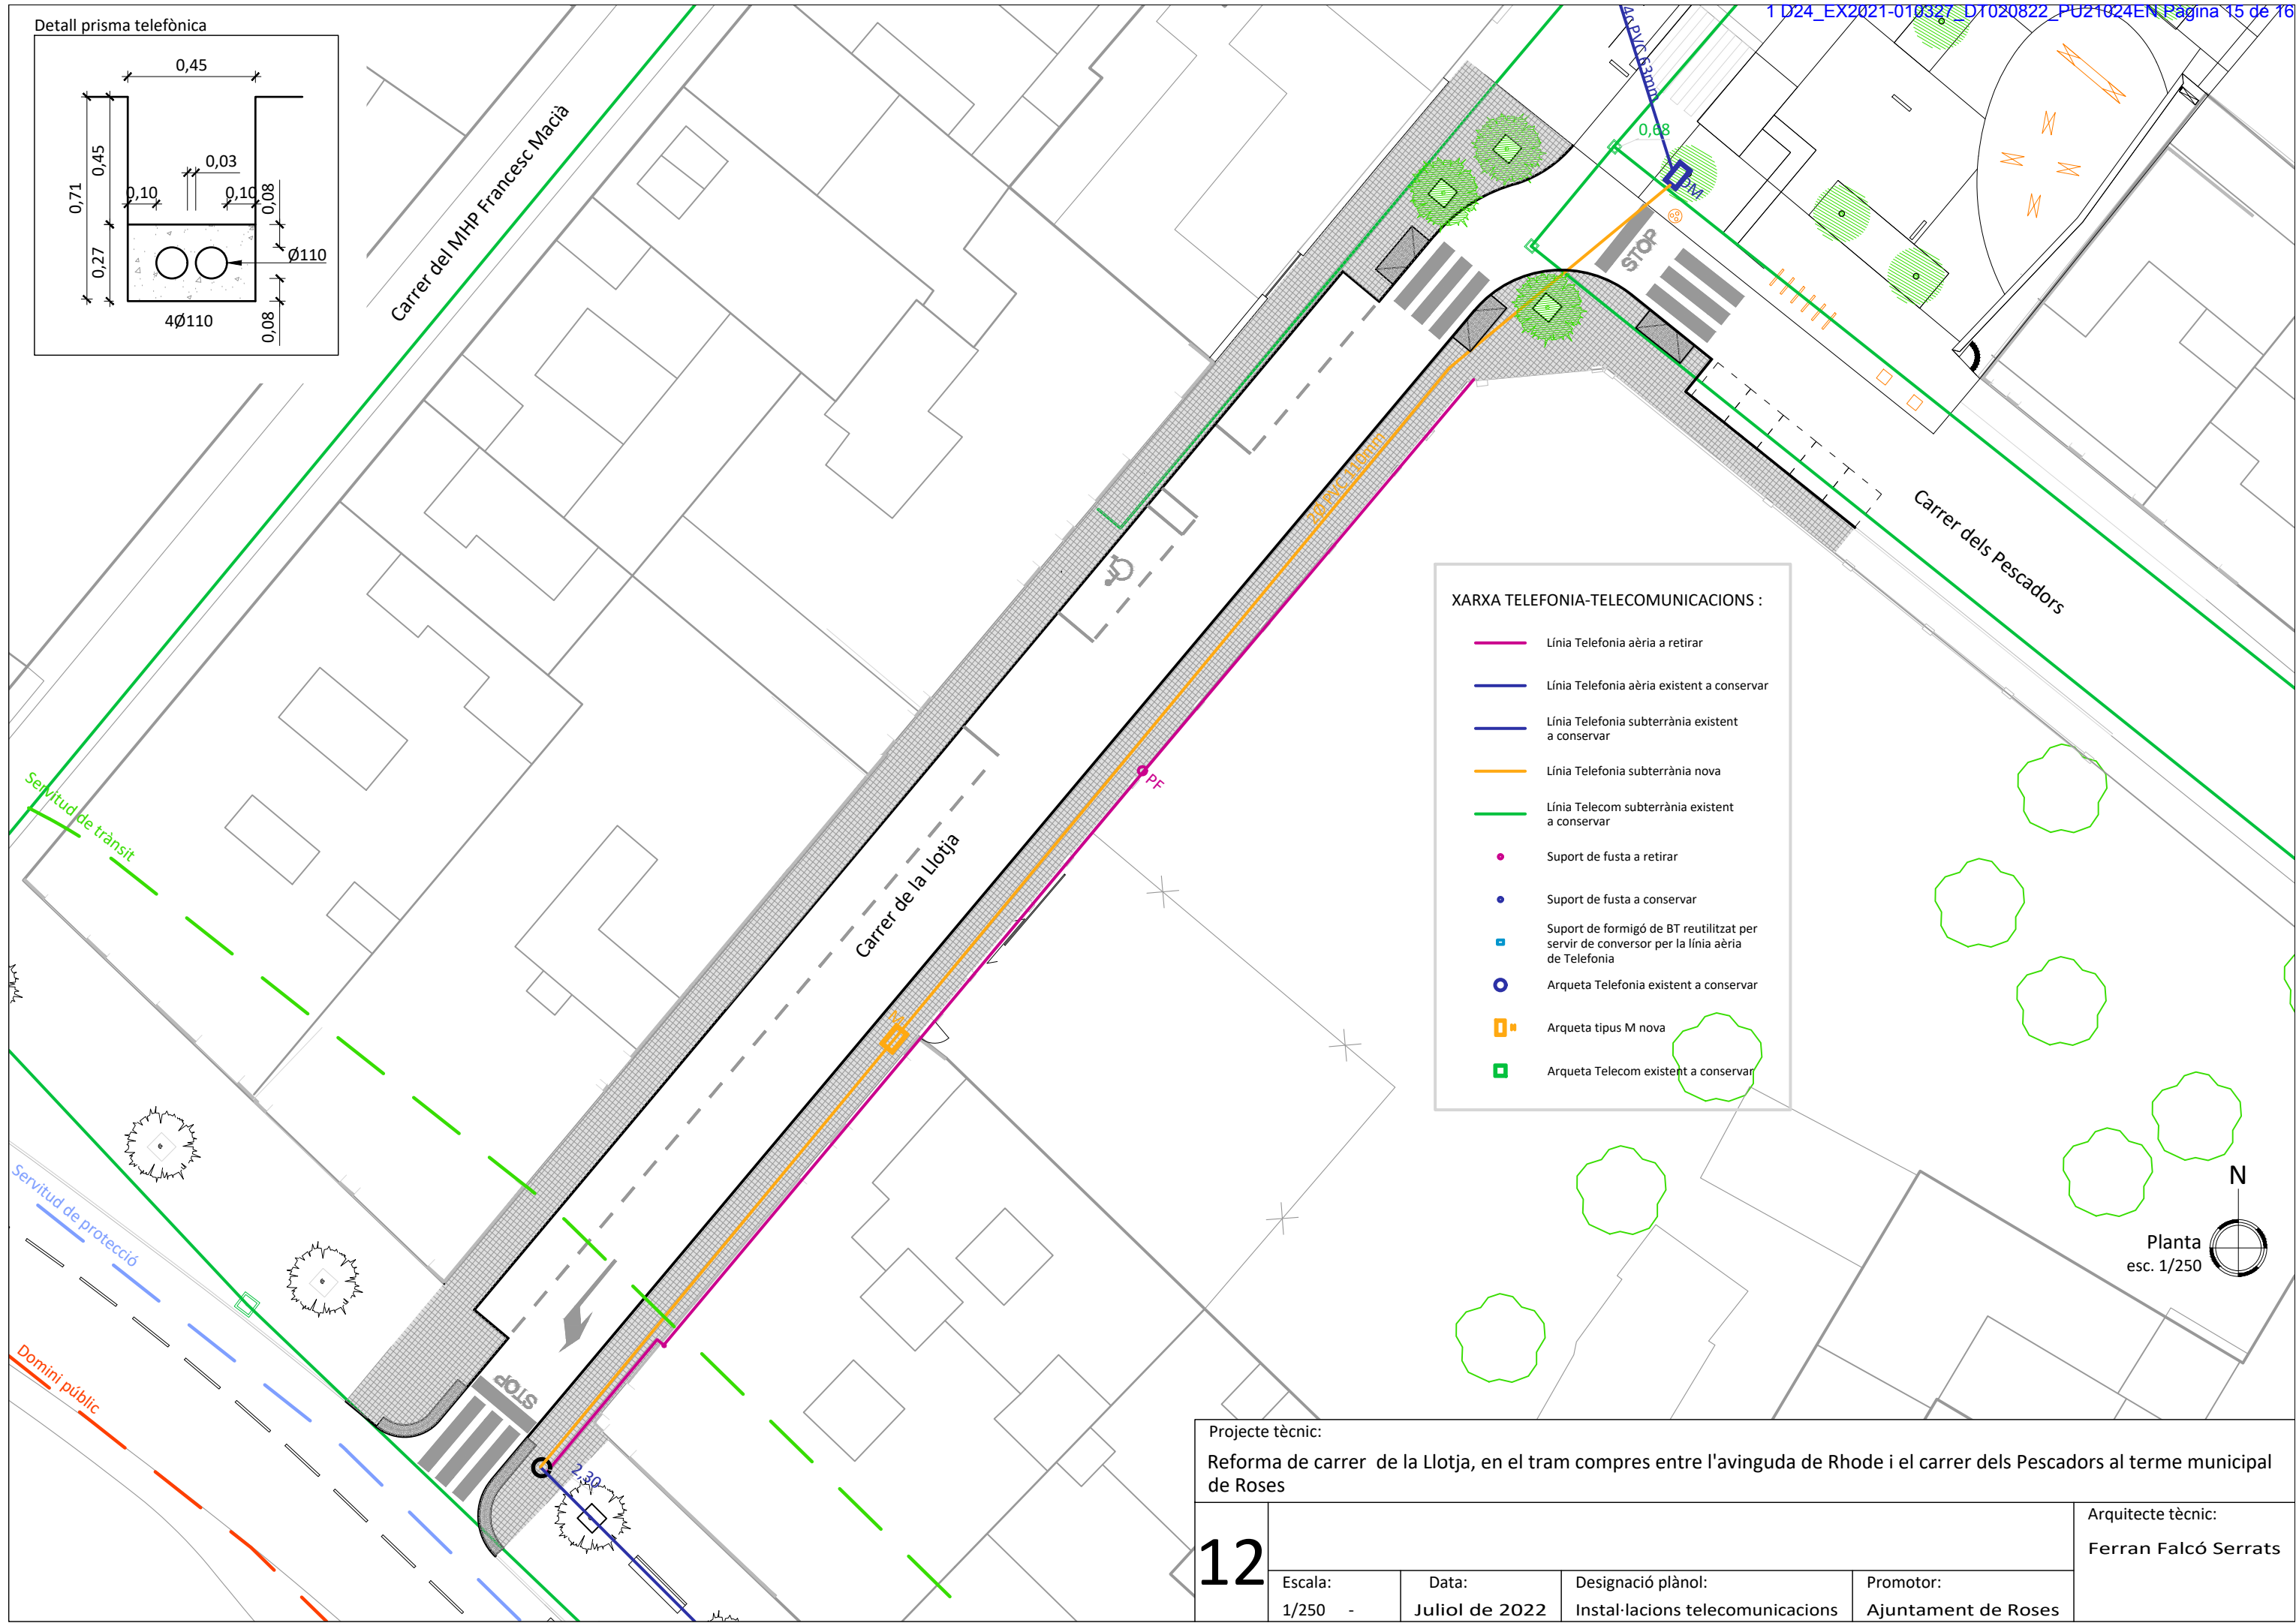 1 D24_EX2021-010327_DT020822_PU21024EN Pàgina 15 de 16
Detall prisma telefònica
0,45
0,71
0,45
0,03
0,10
0,10
0,08
0,27
Ø110
0,08
4Ø110
Carrer del MHP Francesc Macià
4c PVC 63mm
0,68
DM
STOP
2Ø PVC 110mm
Carrer dels Pescadors
PF
Carrer de la Llotja
M
Servitud de trànsit
Servitud de protecció
Domini públic
STOP
2,30
XARXA TELEFONIA-TELECOMUNICACIONS :
Línia Telefonia aèria a retirar
Línia Telefonia aèria existent a conservar
Línia Telefonia subterrània existent
a conservar
Línia Telefonia subterrània nova
Línia Telecom subterrània existent
a conservar
Suport de fusta a retirar
Suport de fusta a conservar
Suport de formigó de BT reutilitzat per
servir de conversor per la línia aèria
de Telefonia
Arqueta Telefonia existent a conservar
Arqueta tipus M nova
Arqueta Telecom existent a conservar
N
Planta
esc. 1/250
Projecte tècnic:
Reforma de carrer de la Llotja, en el tram compres entre l'avinguda de Rhode i el carrer dels Pescadors al terme municipal
de Roses
12
Escala:
1/250 -
Data:
Juliol de 2022
Designació plànol:
Instal·lacions telecomunicacions
Promotor:
Ajuntament de Roses
Arquitecte tècnic:
Ferran Falcó Serrats